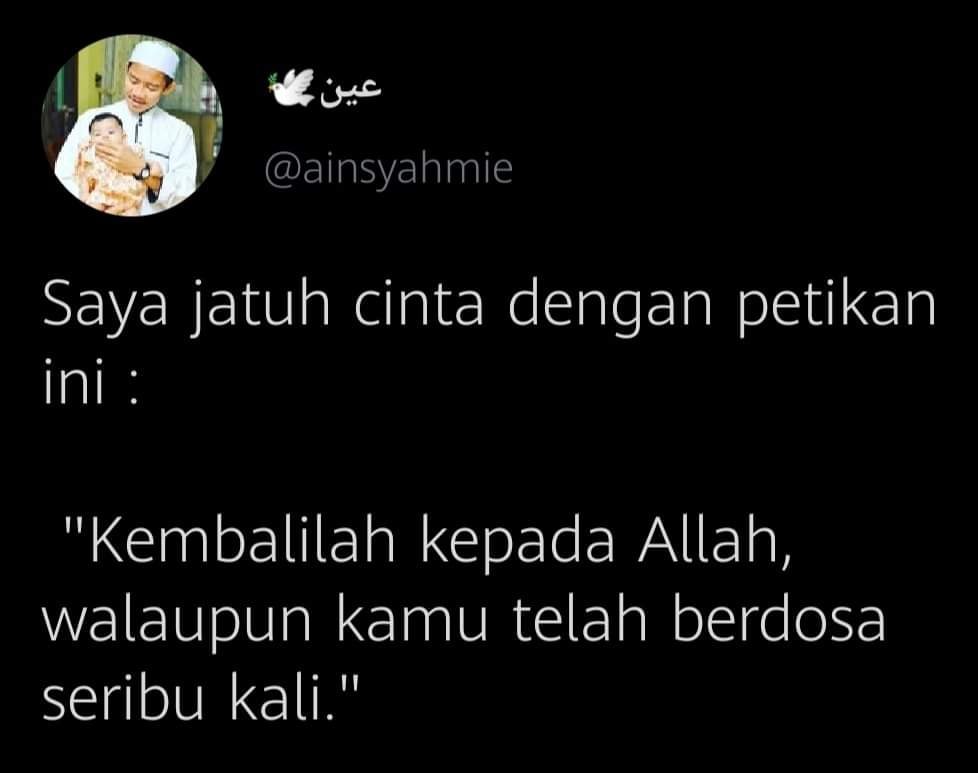 عين🕊
@ainsyahmie
Saya jatuh cinta dengan petikan
ini :
"Kembalilah kepada Allah,
walaupun kamu telah berdosa
seribu kali."